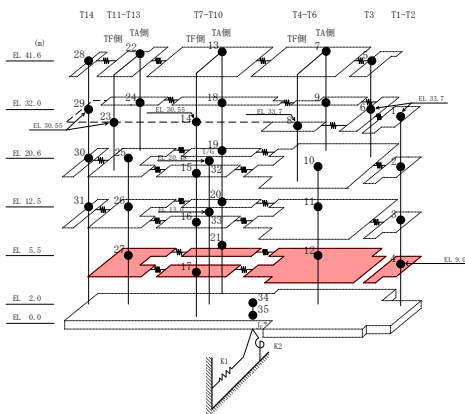 T14 T11-T13 T7-T10 T4-T6 T3 T1-T2
(m) TF側 TA側 TF側 TA側 TF側 TA側
EL 41.6 28 22 13 7 5
EL 32.0 29 24 18 9 6 1 EL 33.7
EL 30.55 23 EL 30.55 14 EL 33.7 8
EL 20.6 30 25 19 10 2
15 32
EL 12.5 31 26 20 11 3
16 33
EL 5.5 27 21 12 4 EL 9.0
17
EL 2.0 34
EL 0.0 35
K1 K2